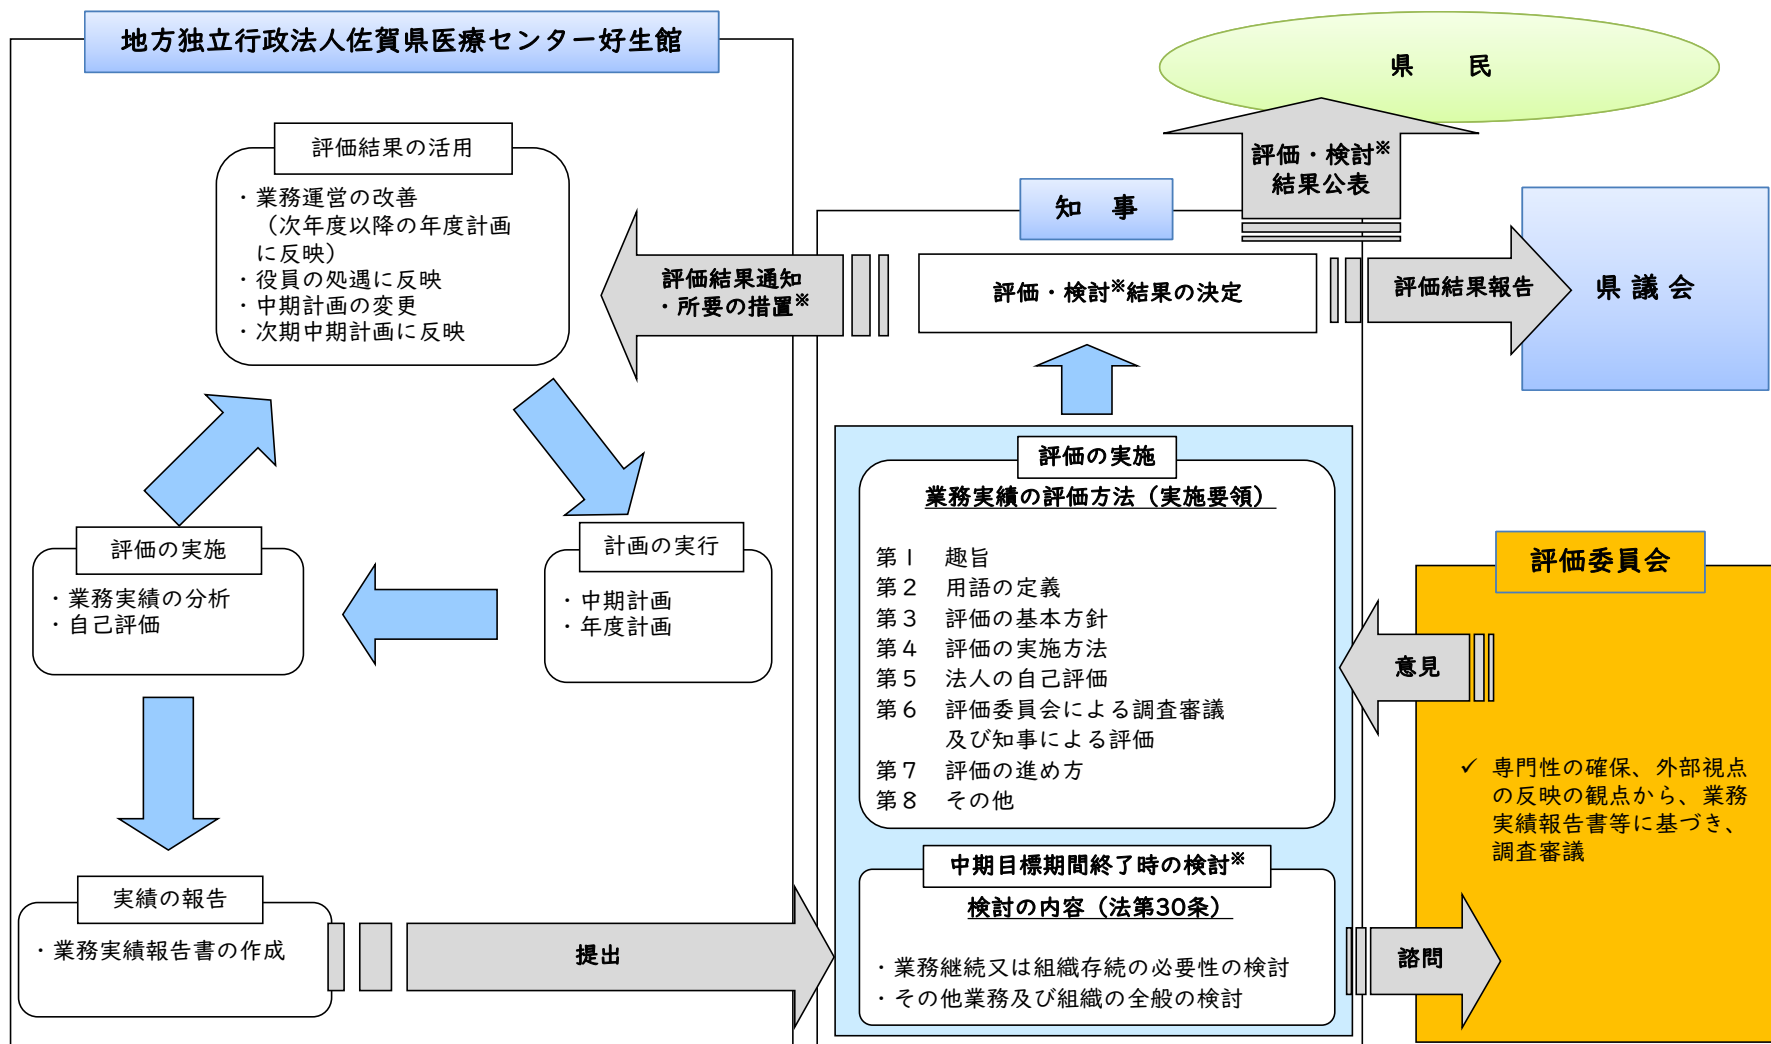 地方独立行政法人佐賀県医療センター好生館
評価結果の活用
・業務運営の改善
（次年度以降の年度計画
に反映）
・役員の処遇に反映
・中期計画の変更
・次期中期計画に反映
評価の実施
・業務実績の分析
・自己評価
計画の実行
・中期計画
・年度計画
実績の報告
・業務実績報告書の作成
提出
評価結果通知
・所要の措置※
知　事
評価・検討※結果の決定
県　　民
評価・検討※
結果公表
評価結果報告
県 議 会
評価の実施
業務実績の評価方法（実施要領）
第１　趣旨
第２　用語の定義
第３　評価の基本方針
第４　評価の実施方法
第５　法人の自己評価
第６　評価委員会による調査審議
及び知事による評価
第７　評価の進め方
第８　その他
中期目標期間終了時の検討※
検討の内容（法第30条）
・業務継続又は組織存続の必要性の検討
・その他業務及び組織の全般の検討
評価委員会
意見
✓ 専門性の確保、外部視点
の反映の観点から、業務
実績報告書等に基づき、
調査審議
諮問